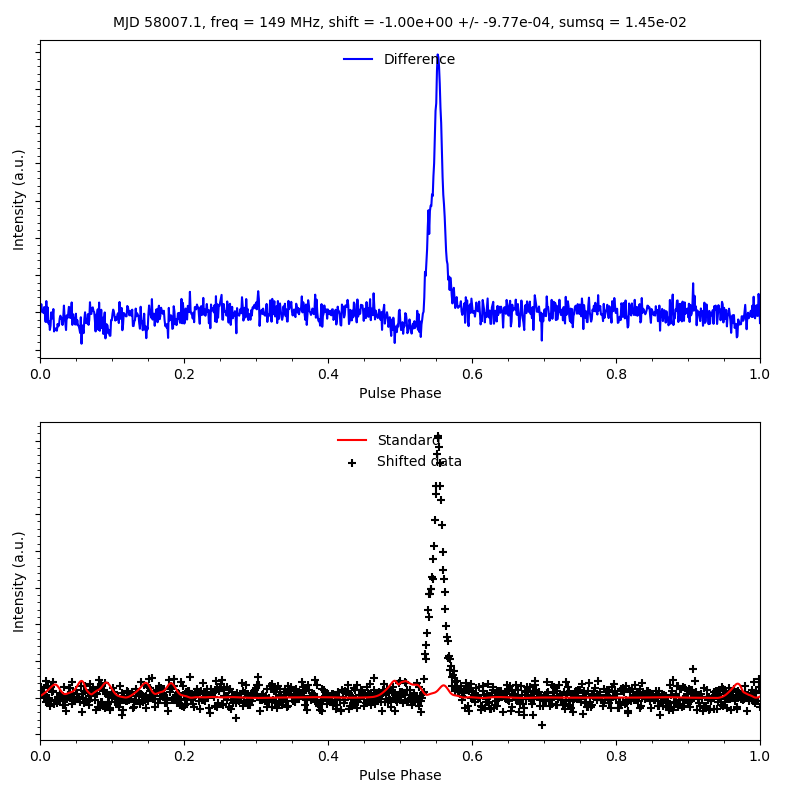 MJD 58007.1, freq = 149 MHz, shift = -1.00e+00 +/- -9.77e-04, sumsq = 1.45e-02
Difference
Intensity (a.u.)
0.0 0.2 0.4 0.6 0.8 1.0
Pulse Phase
Standard
Shifted data
Intensity (a.u.)
0.0 0.2 0.4 0.6 0.8 1.0
Pulse Phase